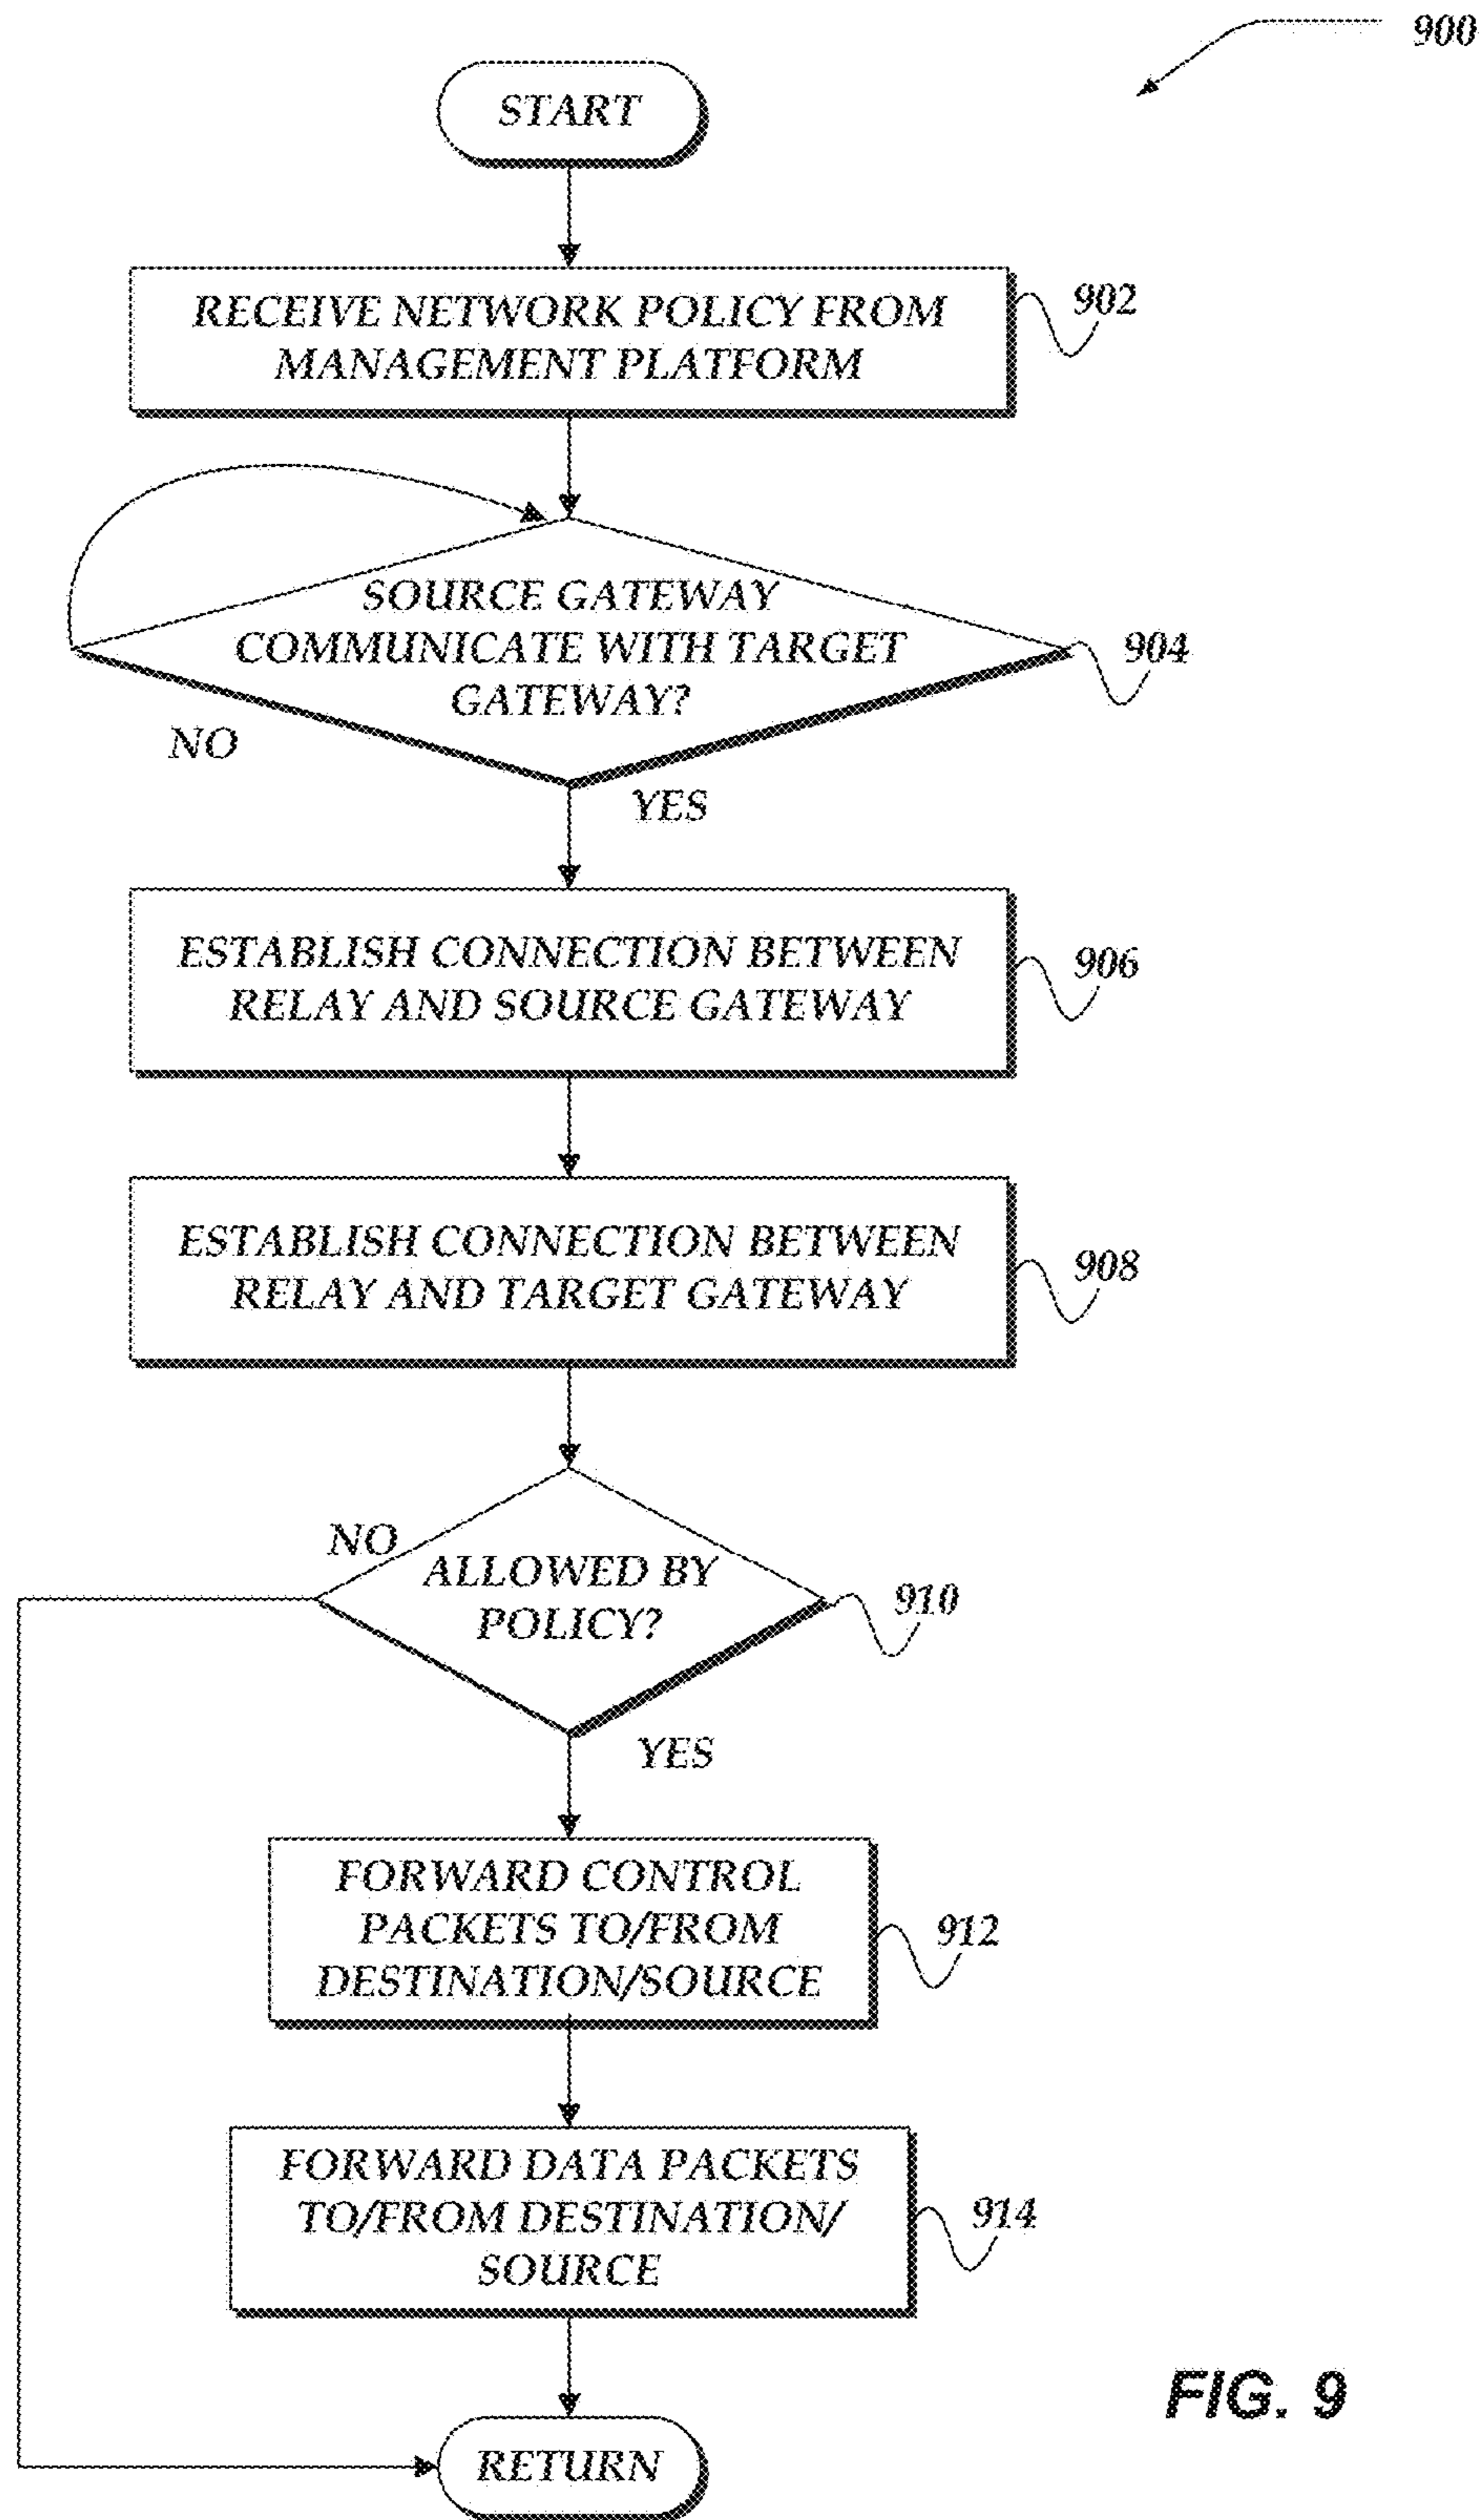 900
START
RECEIVE NETWORK POLICY FROM
MANAGEMENT PLATFORM
902
SOURCE GATEWAY
COMMUNICATE WITH TARGET
GATEWAY?
904
NO
YES
ESTABLISH CONNECTION BETWEEN
RELAY AND SOURCE GATEWAY
906
ESTABLISH CONNECTION BETWEEN
RELAY AND TARGET GATEWAY
908
NO
ALLOWED BY
POLICY?
910
YES
FORWARD CONTROL
PACKETS TO/FROM
DESTINATION/SOURCE
912
FORWARD DATA PACKETS
TO/FROM DESTINATION/
SOURCE
914
FIG. 9
RETURN